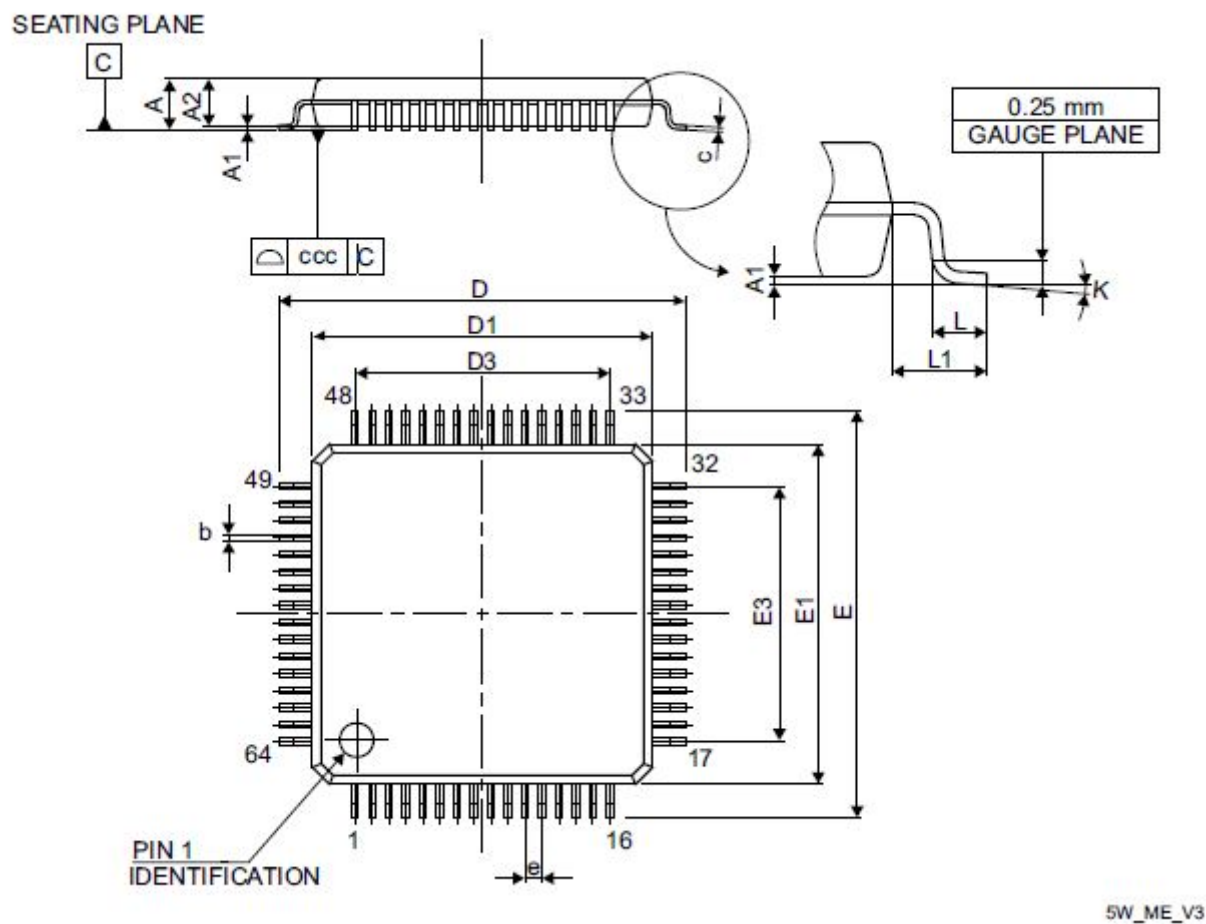 SEATING PLANE
C
A
A2
A1
c
0.25 mm
GAUGE PLANE
ccc C
A1
K
L
L1
D
D1
D3
48
33
49
32
b
E3
E1
E
64
17
1
16
PIN 1
IDENTIFICATION
e
5W_ME_V3